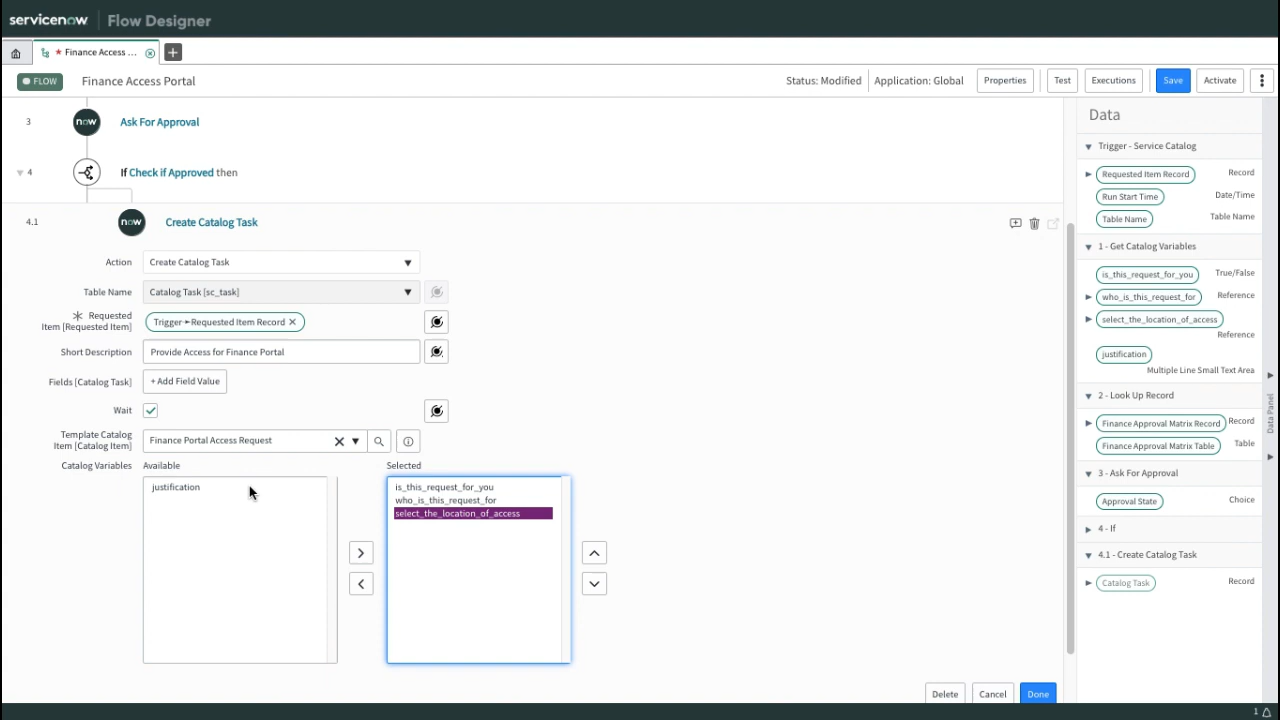 servicenow Flow Designer
* Finance Access ...
FLOW Finance Access Portal Status: Modified Application: Global Properties Test Executions Save Activate
3 now Ask For Approval
4 If Check if Approved then
4.1 now Create Catalog Task
Action Create Catalog Task
Table Name Catalog Task [sc_task]
Requested Item [Requested Item] Trigger ➛ Requested Item Record
Short Description Provide Access for Finance Portal
Fields [Catalog Task] + Add Field Value
Wait
Template Catalog Item [Catalog Item] Finance Portal Access Request
Catalog Variables Available Selected
justification
is_this_request_for_you
who_is_this_request_for
select_the_location_of_access
Delete Cancel Done
Data
Trigger - Service Catalog
Requested Item Record Record
Run Start Time Date/Time
Table Name Table Name
1 - Get Catalog Variables
is_this_request_for_you True/False
who_is_this_request_for Reference
select_the_location_of_access
Reference
justification
Multiple Line Small Text Area
2 - Look Up Record
Finance Approval Matrix Record Record
Finance Approval Matrix Table Table
3 - Ask For Approval
Approval State Choice
4 - If
4.1 - Create Catalog Task
Catalog Task Record
Data Panel
1